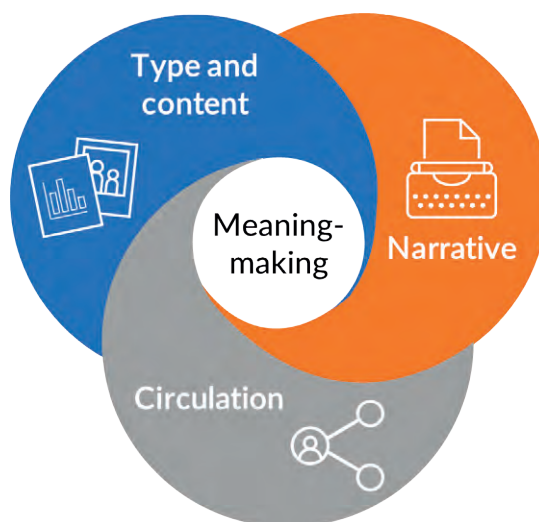 Type and
content
Meaning-
making
Narrative
Circulation